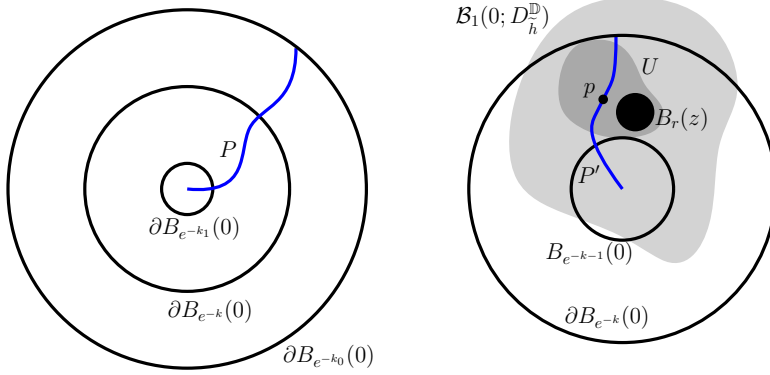 P
∂B_{e^{-k_1}}(0)
∂B_{e^{-k}}(0)
∂B_{e^{-k_0}}(0)
𝓑_1(0; D_{\tilde{h}}^{𝔻})
U
p
B_r(z)
P′
B_{e^{-k-1}}(0)
∂B_{e^{-k}}(0)